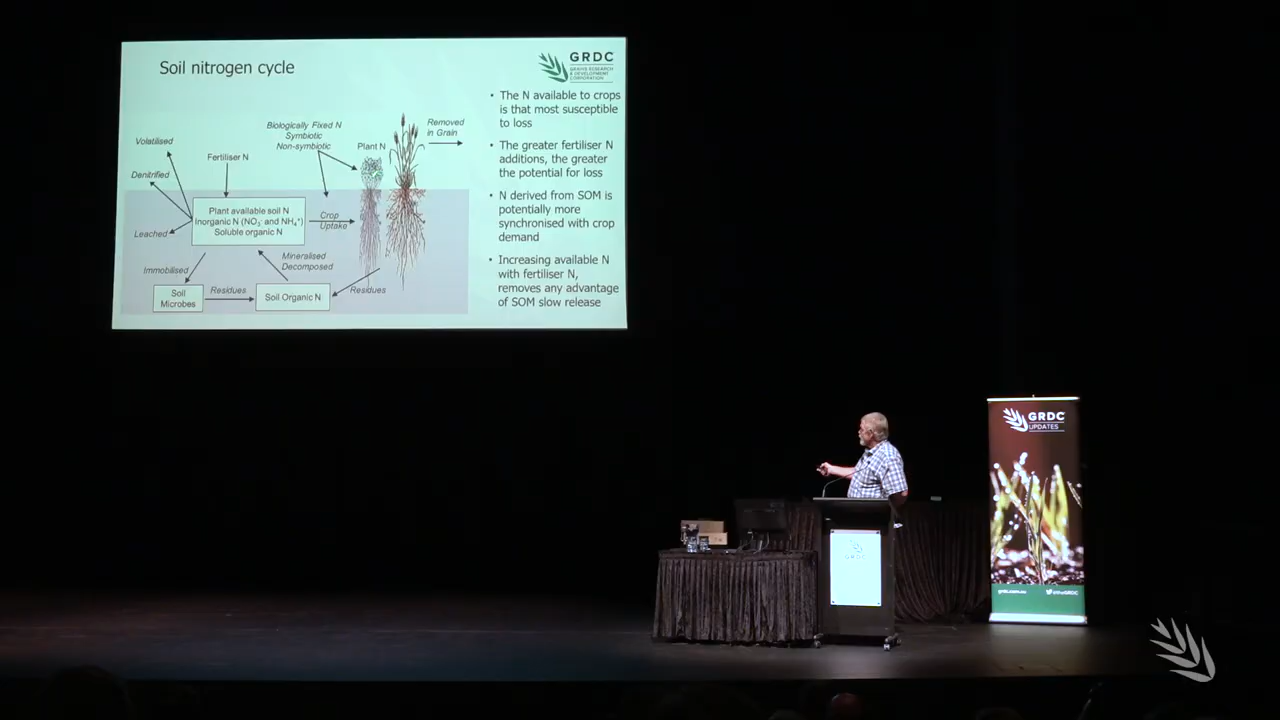 Soil nitrogen cycle
GRDC
GRAINS RESEARCH
& DEVELOPMENT
CORPORATION
Volatilised
Denitrified
Leached
Immobilised
Fertiliser N
Biologically Fixed N
Symbiotic
Non-symbiotic
Plant N
Removed
in Grain
Plant available soil N
Inorganic N (NO3- and NH4+)
Soluble organic N
Crop
Uptake
Mineralised
Decomposed
Soil
Microbes
Residues
Soil Organic N
Residues
• The N available to crops
is that most susceptible
to loss
• The greater fertiliser N
additions, the greater
the potential for loss
• N derived from SOM is
potentially more
synchronised with crop
demand
• Increasing available N
with fertiliser N,
removes any advantage
of SOM slow release
GRDC
GRDC
UPDATES
grdc.com.au
@theGRDC